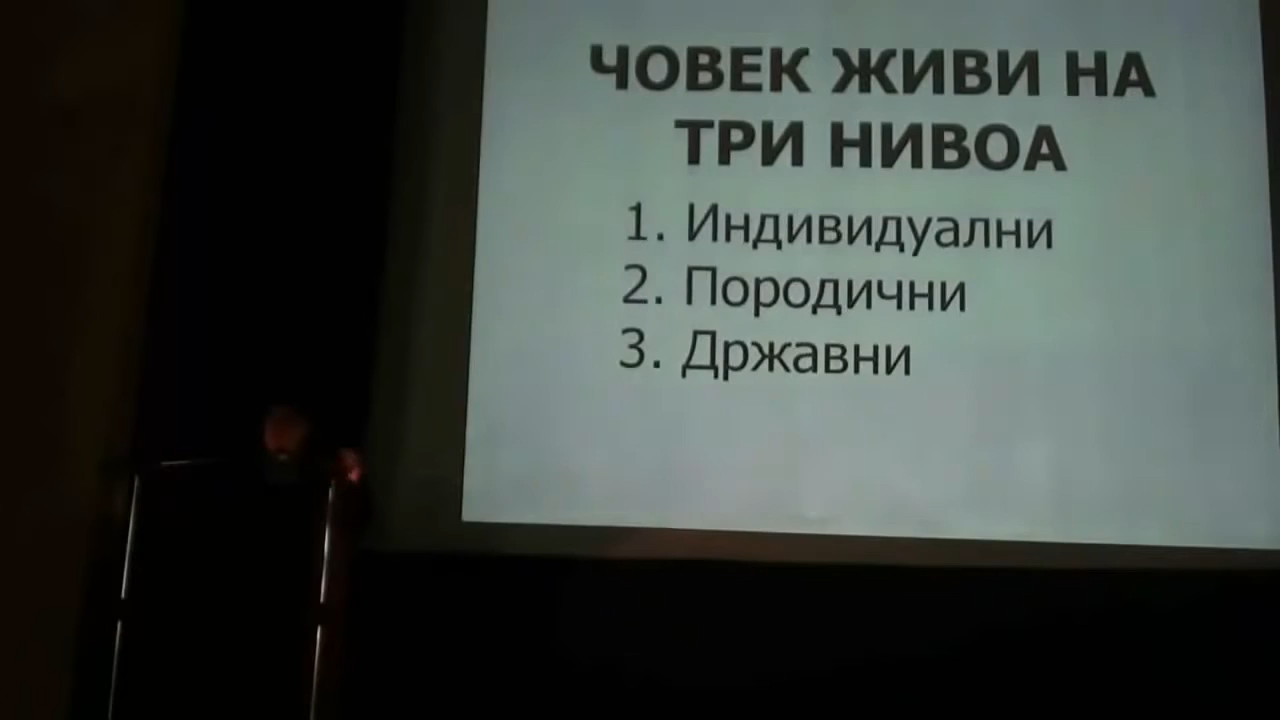 ЧОВЕК ЖИВИ НА
ТРИ НИВОА
1. Индивидуални
2. Породични
3. Државни